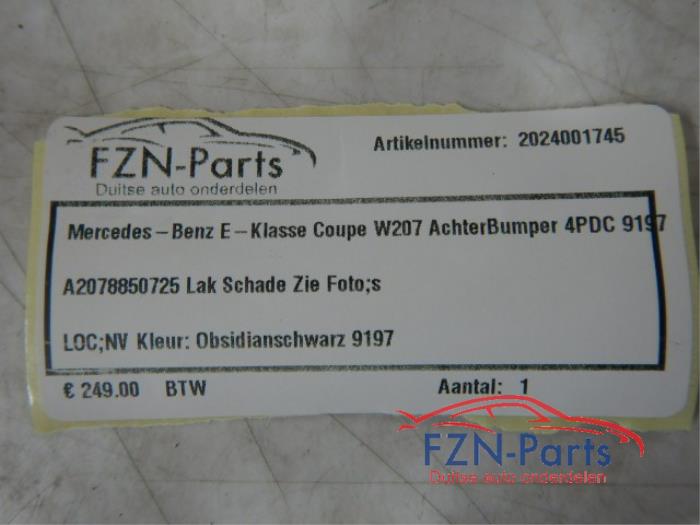 FZN-Parts
Duitse auto onderdelen
Artikelnummer: 2024001745
Mercedes-Benz E-Klasse Coupe W207 AchterBumper 4PDC 9197
A2078850725 Lak Schade Zie Foto;s
LOC;NV Kleur: Obsidianschwarz 9197
€ 249.00 BTW Aantal: 1
FZN-Parts
Duitse auto onderdelen